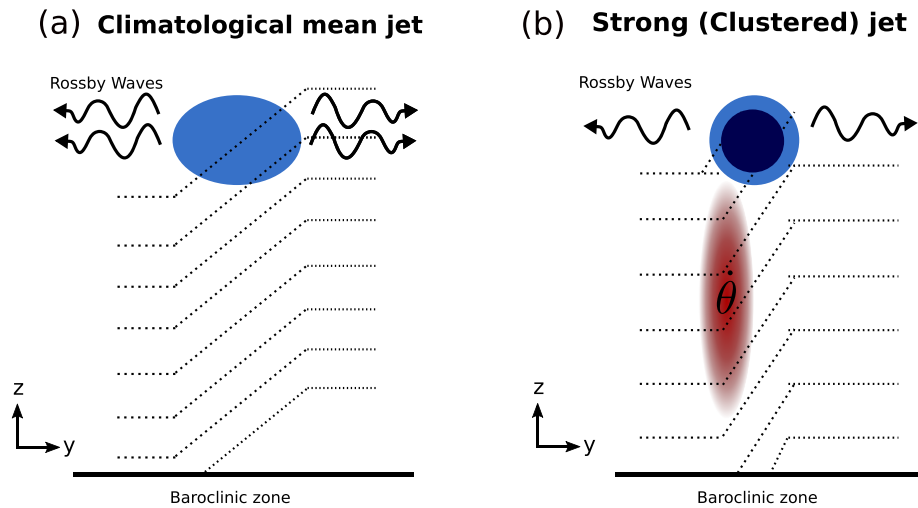 (a) Climatological mean jet
Rossby Waves
z
y
Baroclinic zone
(b) Strong (Clustered) jet
Rossby Waves
θ̇
z
y
Baroclinic zone